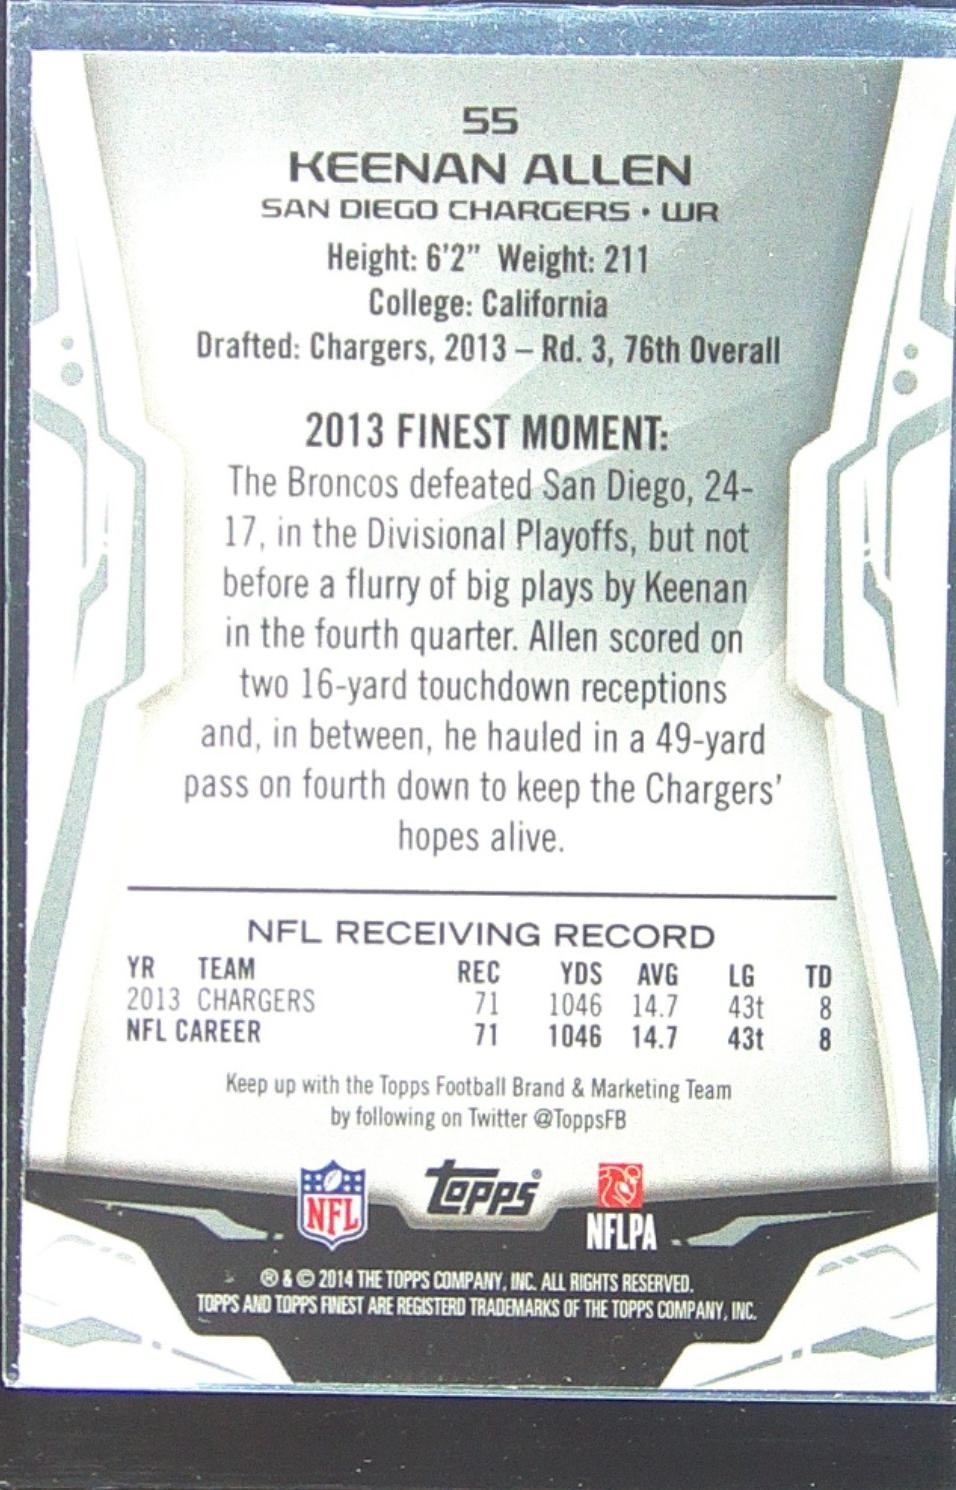 55
KEENAN ALLEN
SAN DIEGO CHARGERS • WR
Height: 6'2" Weight: 211
College: California
Drafted: Chargers, 2013 – Rd. 3, 76th Overall
2013 FINEST MOMENT:
The Broncos defeated San Diego, 24-
17, in the Divisional Playoffs, but not
before a flurry of big plays by Keenan
in the fourth quarter. Allen scored on
two 16-yard touchdown receptions
and, in between, he hauled in a 49-yard
pass on fourth down to keep the Chargers'
hopes alive.
NFL RECEIVING RECORD
YR TEAM REC YDS AVG LG TD
2013 CHARGERS 71 1046 14.7 43t 8
NFL CAREER 71 1046 14.7 43t 8
Keep up with the Topps Football Brand & Marketing Team
by following on Twitter @ToppsFB
NFL Topps® NFLPA
® & © 2014 THE TOPPS COMPANY, INC. ALL RIGHTS RESERVED.
TOPPS AND TOPPS FINEST ARE REGISTERD TRADEMARKS OF THE TOPPS COMPANY, INC.